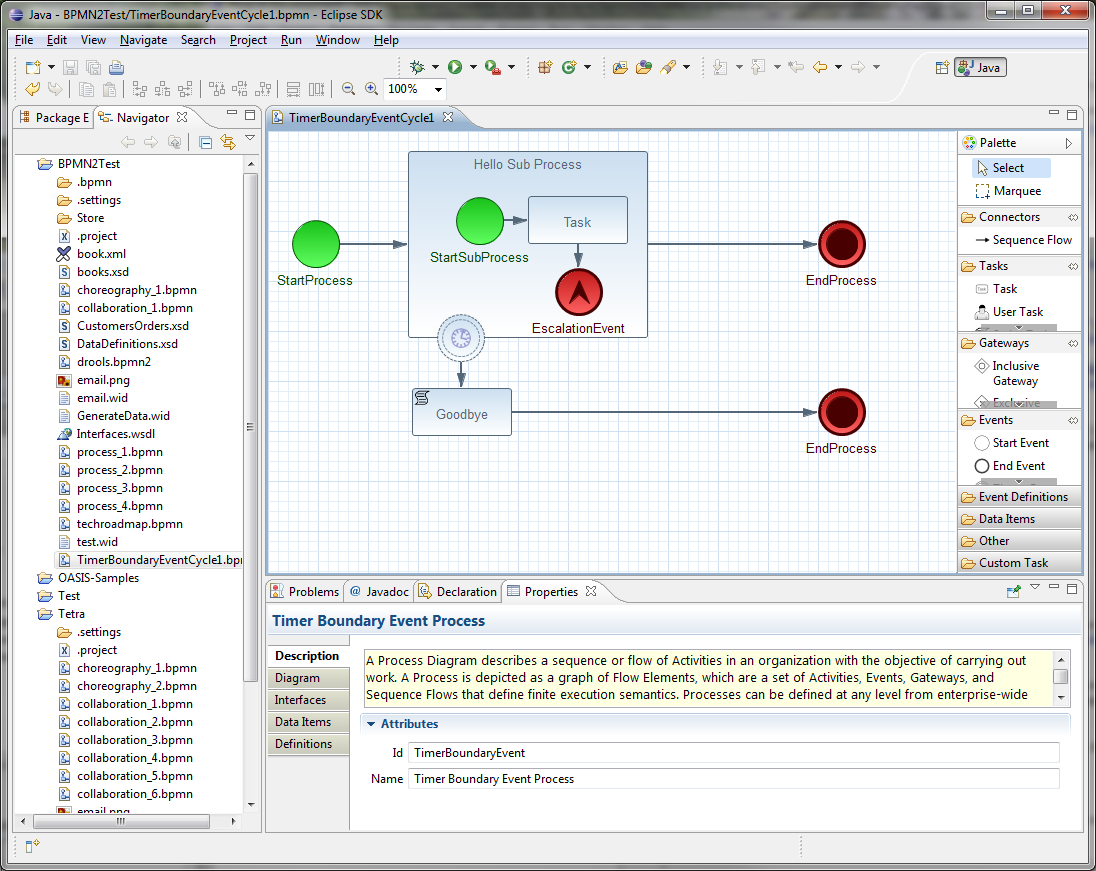 Java - BPMN2Test/TimerBoundaryEventCycle1.bpmn - Eclipse SDK
File Edit View Navigate Search Project Run Window Help
Java
100%
Package E
Navigator
BPMN2Test
.bpmn
.settings
Store
.project
book.xml
books.xsd
choreography_1.bpmn
collaboration_1.bpmn
CustomersOrders.xsd
DataDefinitions.xsd
drools.bpmn2
email.png
email.wid
GenerateData.wid
Interfaces.wsdl
process_1.bpmn
process_2.bpmn
process_3.bpmn
process_4.bpmn
techroadmap.bpmn
test.wid
TimerBoundaryEventCycle1.bpr
OASIS-Samples
Test
Tetra
.settings
.project
choreography_1.bpmn
choreography_2.bpmn
collaboration_1.bpmn
collaboration_2.bpmn
collaboration_3.bpmn
collaboration_4.bpmn
collaboration_5.bpmn
collaboration_6.bpmn
email.png
TimerBoundaryEventCycle1
Hello Sub Process
Task
StartSubProcess
StartProcess
EscalationEvent
EndProcess
Goodbye
EndProcess
Palette
Select
Marquee
Connectors
Sequence Flow
Tasks
Task
Task
User Task
Gateways
Inclusive
Gateway
Exclusive
Events
Start Event
End Event
Event Definitions
Data Items
Other
Custom Task
Problems
@ Javadoc
Declaration
Properties
Timer Boundary Event Process
Description
Diagram
Interfaces
Data Items
Definitions
A Process Diagram describes a sequence or flow of Activities in an organization with the objective of carrying out
work. A Process is depicted as a graph of Flow Elements, which are a set of Activities, Events, Gateways, and
Sequence Flows that define finite execution semantics. Processes can be defined at any level from enterprise-wide
Attributes
Id TimerBoundaryEvent
Name Timer Boundary Event Process